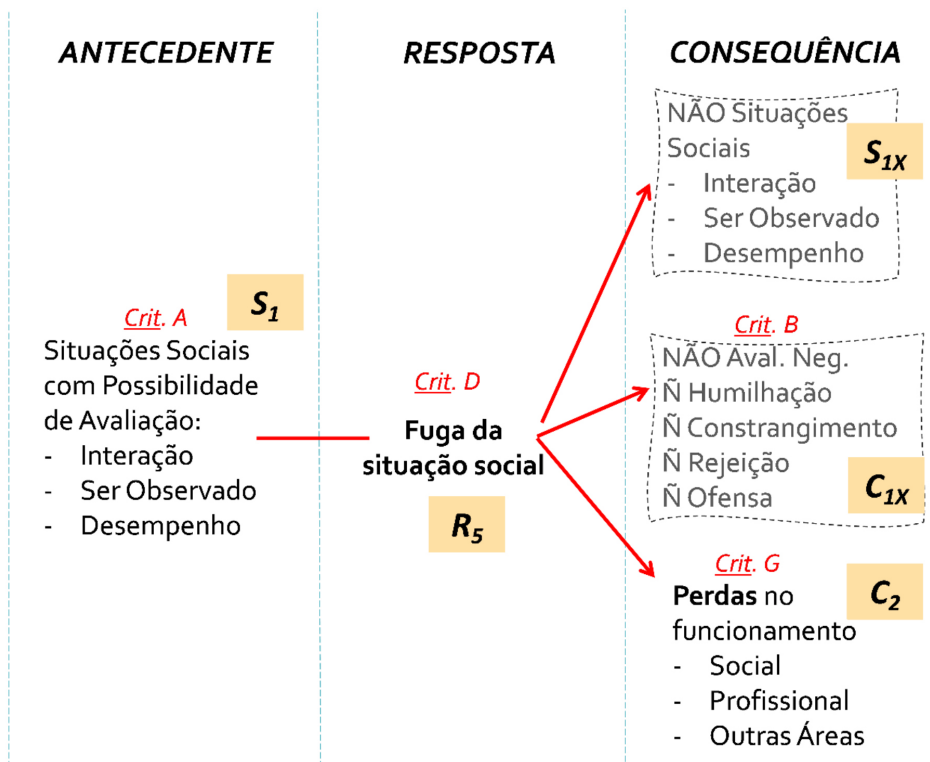 ANTECEDENTE
RESPOSTA
CONSEQUÊNCIA
S1
Crit. A
Situações Sociais
com Possibilidade
de Avaliação:
- Interação
- Ser Observado
- Desempenho
Crit. D
Fuga da
situação social
R5
NÃO Situações
Sociais
- Interação
- Ser Observado
- Desempenho
S1X
Crit. B
NÃO Aval. Neg.
Ñ Humilhação
Ñ Constrangimento
Ñ Rejeição
Ñ Ofensa
C1X
Crit. G
Perdas no
funcionamento
- Social
- Profissional
- Outras Áreas
C2